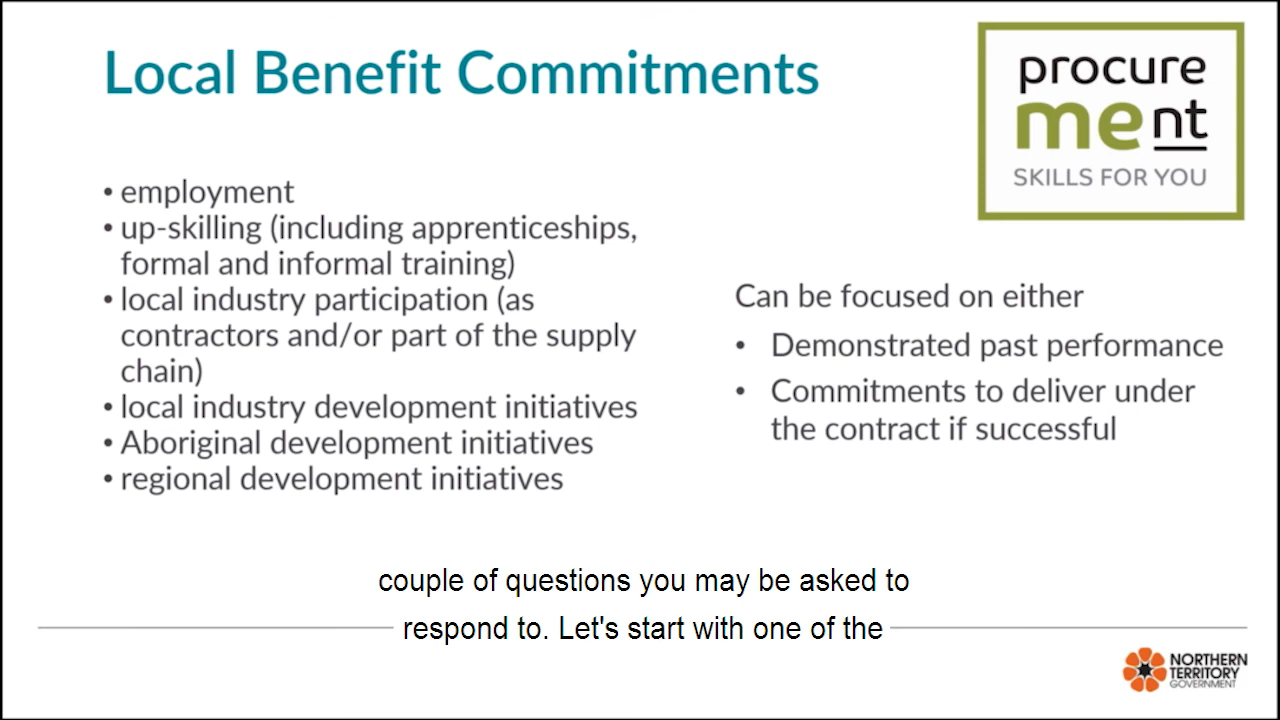 Local Benefit Commitments
procure
ment
SKILLS FOR YOU
• employment
• up-skilling (including apprenticeships,
formal and informal training)
• local industry participation (as
contractors and/or part of the supply
chain)
• local industry development initiatives
• Aboriginal development initiatives
• regional development initiatives
Can be focused on either
• Demonstrated past performance
• Commitments to deliver under
the contract if successful
couple of questions you may be asked to
respond to. Let's start with one of the
NORTHERN
TERRITORY
GOVERNMENT